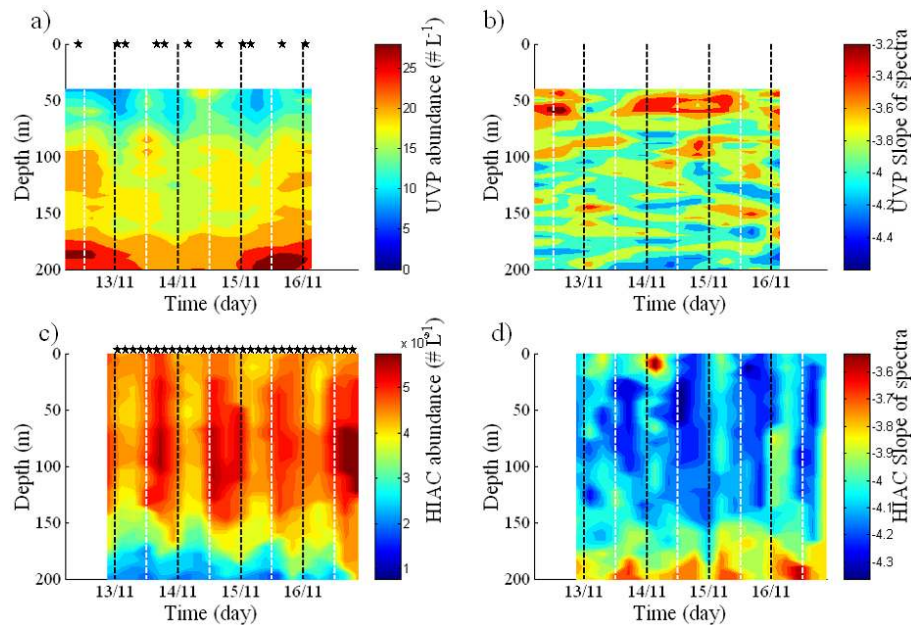 a)
0
50
100
150
200
Depth (m)
13/11 14/11 15/11 16/11
Time (day)
25
20
15
10
5
0
UVP abundance (# L-1)
b)
0
50
100
150
200
Depth (m)
13/11 14/11 15/11 16/11
Time (day)
-3.2
-3.4
-3.6
-3.8
-4
-4.2
-4.4
UVP Slope of spectra
c)
0
50
100
150
200
Depth (m)
13/11 14/11 15/11 16/11
Time (day)
5
4
3
2
1
HIAC abundance (# L-1)
d)
0
50
100
150
200
Depth (m)
13/11 14/11 15/11 16/11
Time (day)
-3.6
-3.7
-3.8
-3.9
-4
-4.1
-4.2
-4.3
HIAC Slope of spectra